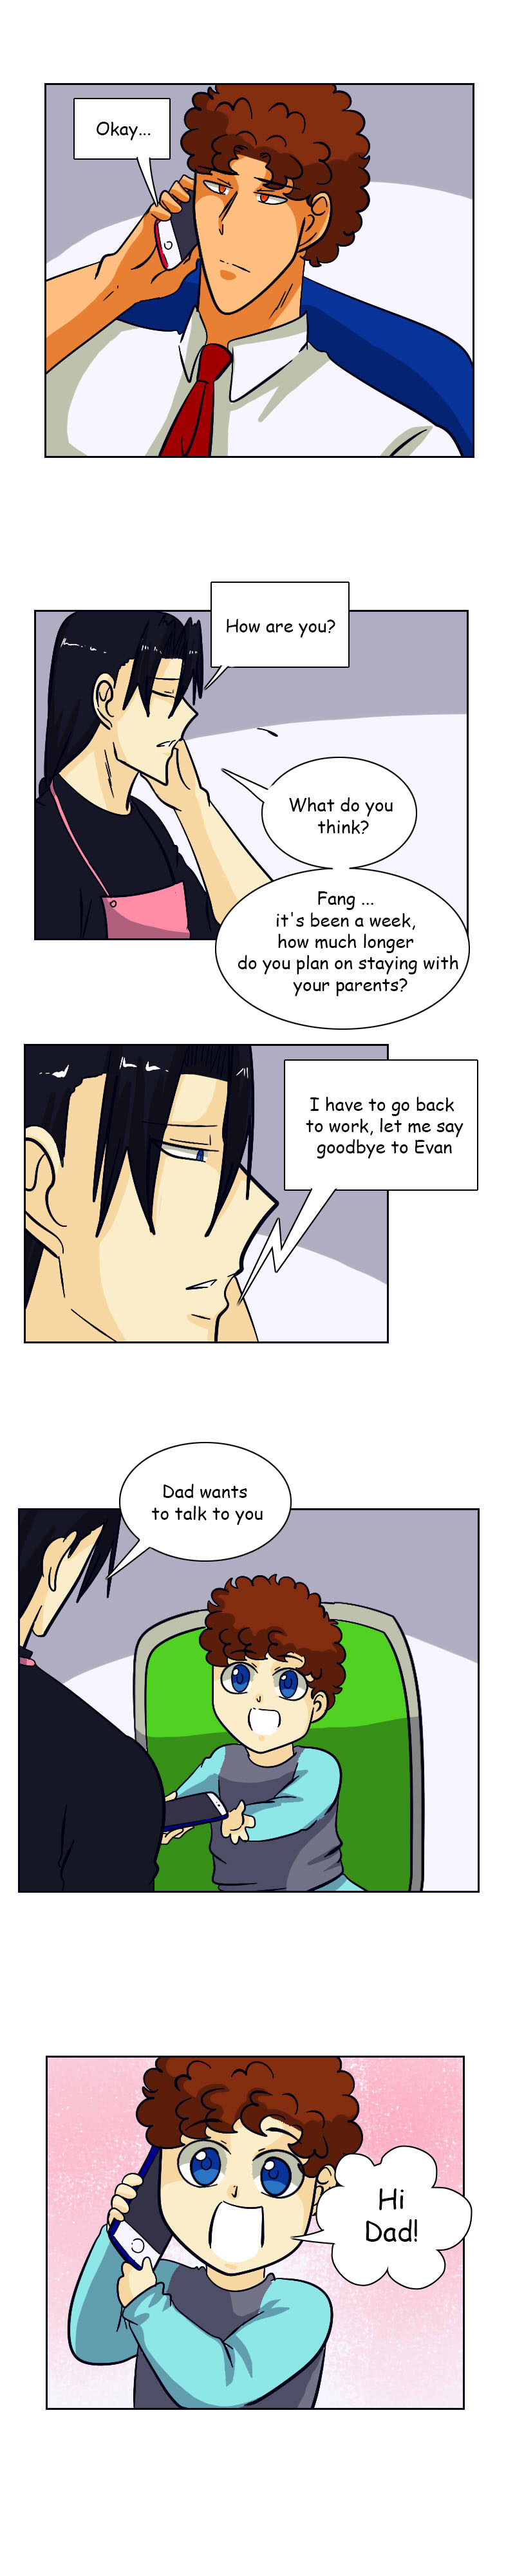 Okay...
How are you?
What do you
think?
Fang ...
it's been a week,
how much longer
do you plan on staying with
your parents?
I have to go back
to work, let me say
goodbye to Evan
Dad wants
to talk to you
Hi
Dad!